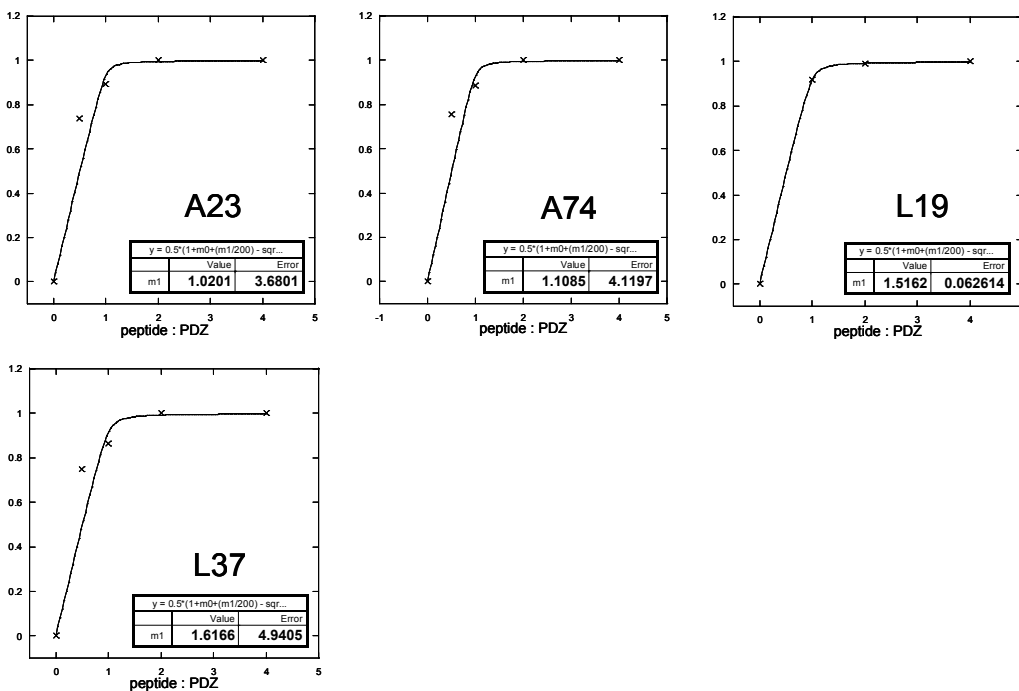 1.2
1
0.8
0.6
0.4
0.2
0
A23
y = 0.5*(1+m0+(m1/200) - sqr...
Value Error
m1 1.0201 3.6801
0 1 2 3 4 5
peptide : PDZ
1.2
1
0.8
0.6
0.4
0.2
0
A74
y = 0.5*(1+m0+(m1/200) - sqr...
Value Error
m1 1.1085 4.1197
-1 0 1 2 3 4 5
peptide : PDZ
1.2
1
0.8
0.6
0.4
0.2
0
L19
y = 0.5*(1+m0+(m1/200) - sqr...
Value Error
m1 1.5162 0.062614
0 1 2 3 4
peptide : PDZ
1.2
1
0.8
0.6
0.4
0.2
0
L37
y = 0.5*(1+m0+(m1/200) - sqr...
Value Error
m1 1.6166 4.9405
0 1 2 3 4 5
peptide : PDZ